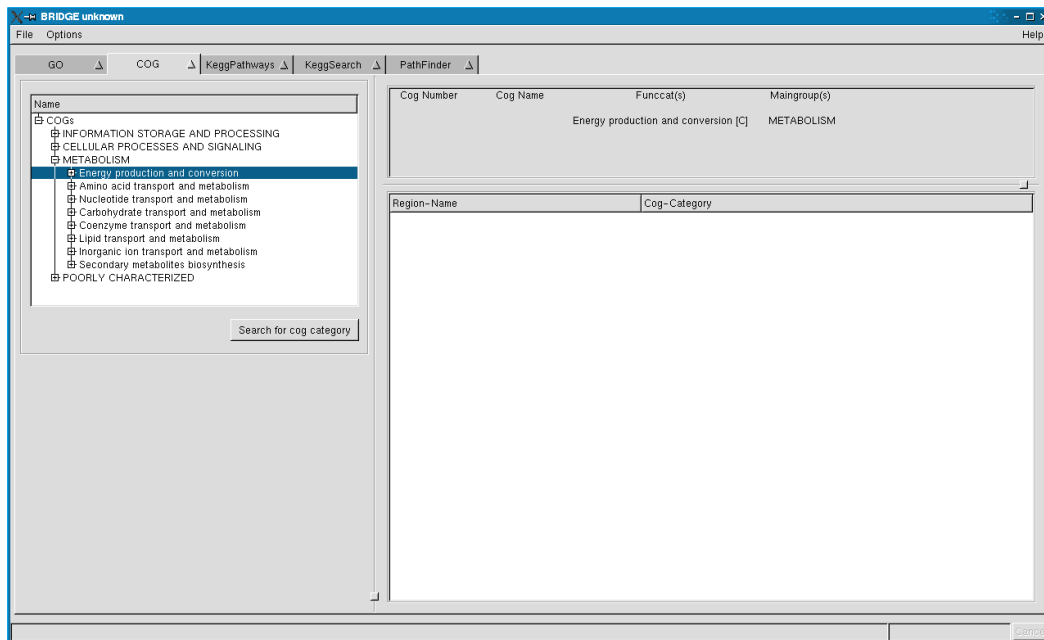 BRIDGE unknown
File Options Help
GO COG KeggPathways KeggSearch PathFinder
Name
COGs
INFORMATION STORAGE AND PROCESSING
CELLULAR PROCESSES AND SIGNALING
METABOLISM
Energy production and conversion
Amino acid transport and metabolism
Nucleotide transport and metabolism
Carbohydrate transport and metabolism
Coenzyme transport and metabolism
Lipid transport and metabolism
Inorganic ion transport and metabolism
Secondary metabolites biosynthesis
POORLY CHARACTERIZED
Search for cog category
Cog Number Cog Name Funccat(s) Maingroup(s)
Energy production and conversion [C] METABOLISM
Region-Name Cog-Category
Cance